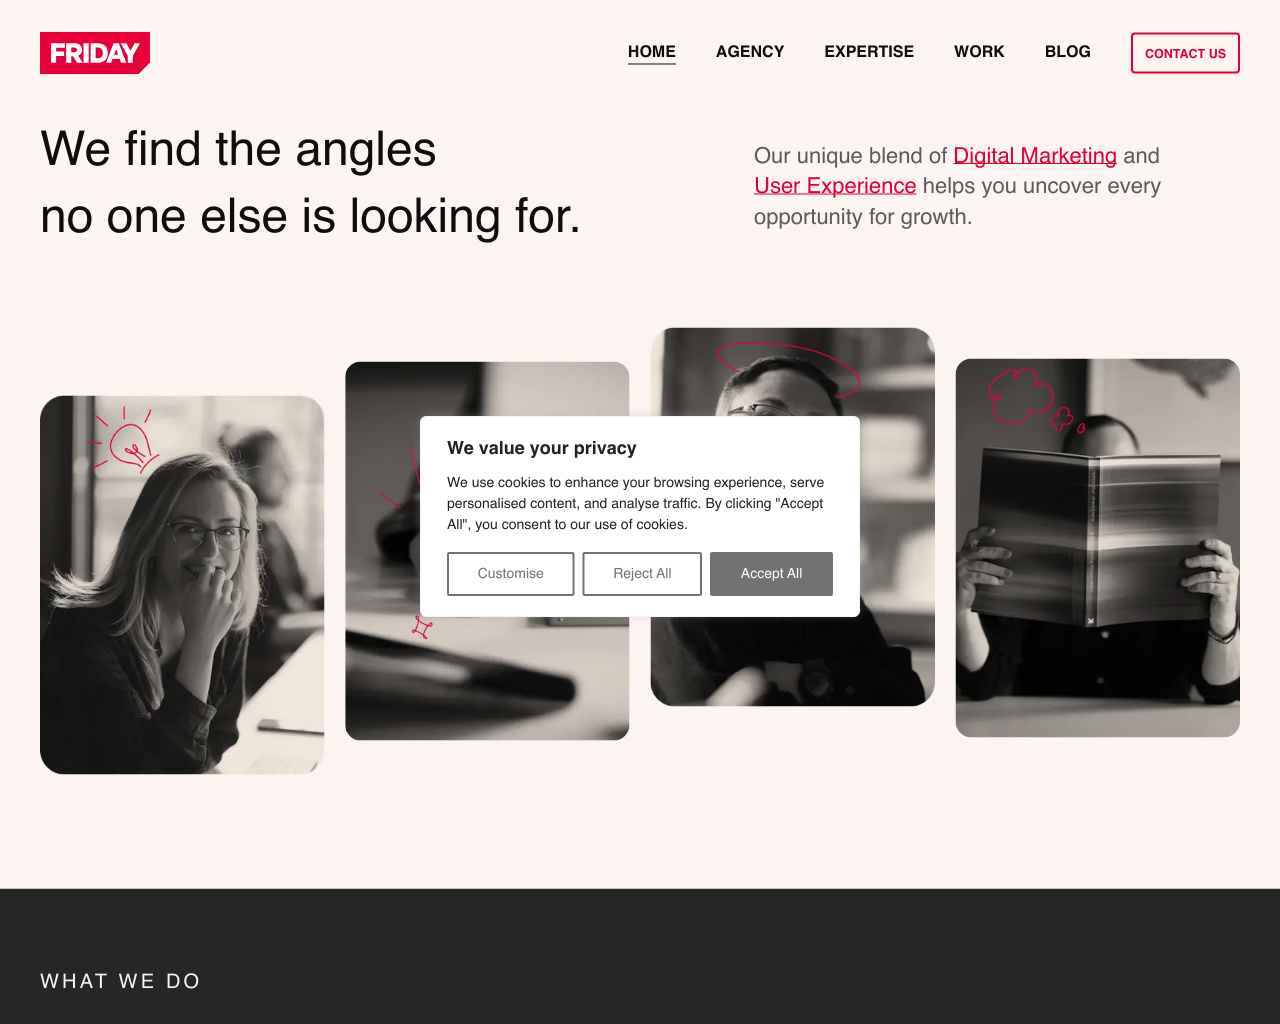 FRIDAY
HOME
AGENCY
EXPERTISE
WORK
BLOG
CONTACT US
We find the angles
no one else is looking for.
Our unique blend of Digital Marketing and
User Experience helps you uncover every
opportunity for growth.
We value your privacy
We use cookies to enhance your browsing experience, serve
personalised content, and analyse traffic. By clicking "Accept
All", you consent to our use of cookies.
Customise
Reject All
Accept All
WHAT WE DO